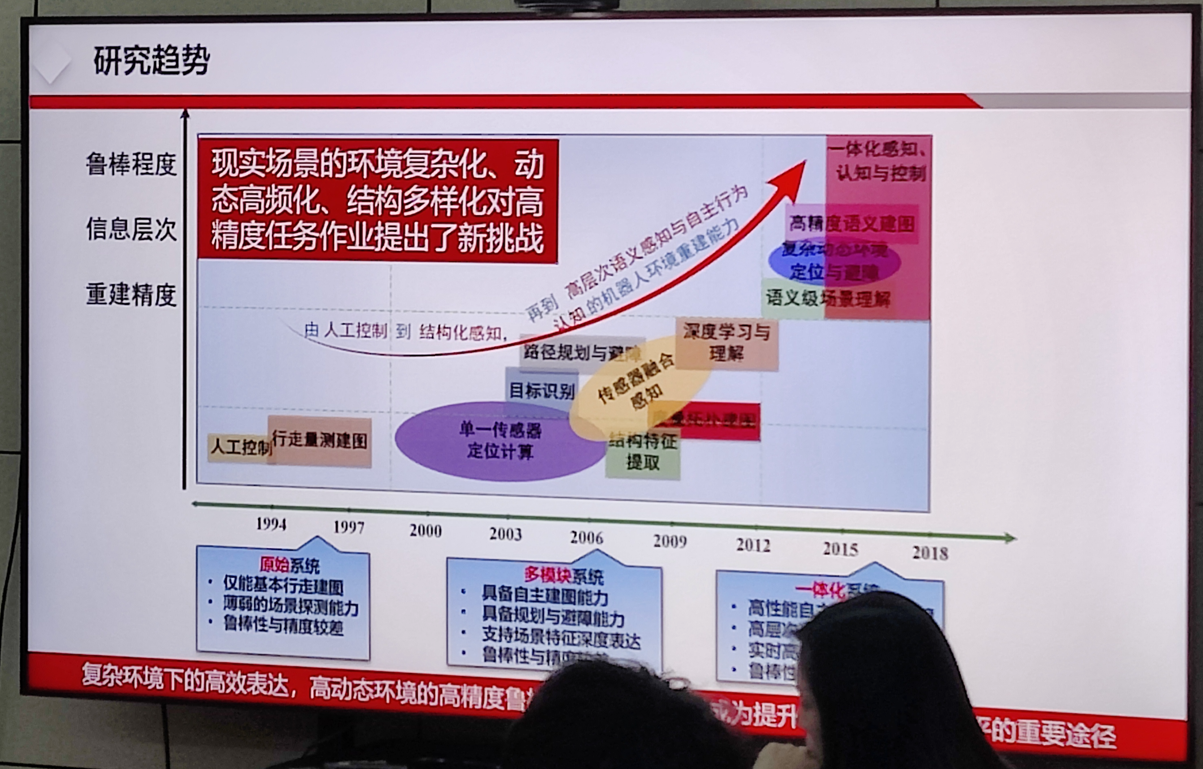 研究趋势
鲁棒程度
信息层次
重建精度
现实场景的环境复杂化、动
态高频化、结构多样化对高
精度任务作业提出了新挑战
一体化感知、
认知与控制
高精度语义建图
复杂动态环境
定位与避障
语义级场景理解
由 人工控制 到 结构化感知，
再到 高层次语义感知与自主行为
认知 的机器人环境重建能力
路径规划与避障
深度学习与
理解
目标识别
传感器融合
感知
单一传感器
定位计算
结构特征
提取
人工控制
行走量测建图
1994
1997
2000
2003
2006
2009
2012
2015
2018
原始系统
• 仅能基本行走建图
• 薄弱的场景探测能力
• 鲁棒性与精度较差
多模块系统
• 具备自主建图能力
• 具备规划与避障能力
• 支持场景特征深度表达
• 鲁棒性与精度较差
一体化系统
• 高性能自主
• 高层次
• 实时高
• 鲁棒性
复杂环境下的高效表达，高动态环境的高精度鲁
成为提升
平的重要途径